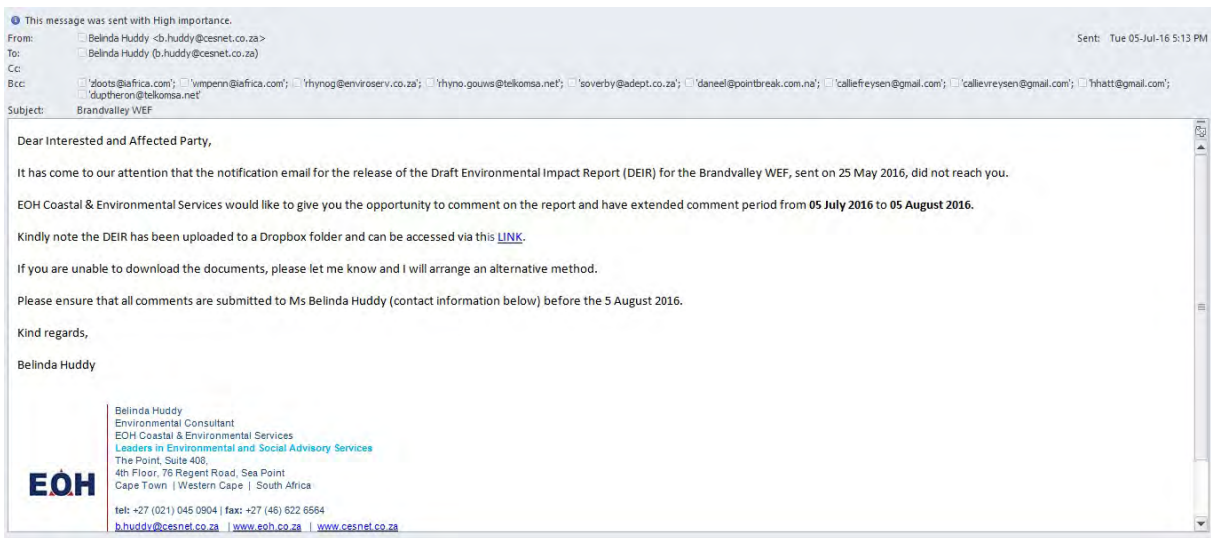 This message was sent with High importance.
From: Belinda Huddy <b.huddy@cesnet.co.za> Sent: Tue 05-Jul-16 5:13 PM
To: Belinda Huddy (b.huddy@cesnet.co.za)
Cc:
Bcc: 'zloots@iafrica.com'; 'wmpenn@iafrica.com'; 'rhynog@enviroserv.co.za'; 'rhyno.gouws@telkomsa.net'; 'soverby@adept.co.za'; 'daneel@pointbreak.com.na'; 'calliefreysen@gmail.com'; 'callievreysen@gmail.com'; 'hhatt@gmail.com';
'duptheron@telkomsa.net'
Subject: Brandvalley WEF
Dear Interested and Affected Party,
It has come to our attention that the notification email for the release of the Draft Environmental Impact Report (DEIR) for the Brandvalley WEF, sent on 25 May 2016, did not reach you.
EOH Coastal & Environmental Services would like to give you the opportunity to comment on the report and have extended comment period from 05 July 2016 to 05 August 2016.
Kindly note the DEIR has been uploaded to a Dropbox folder and can be accessed via this LINK.
If you are unable to download the documents, please let me know and I will arrange an alternative method.
Please ensure that all comments are submitted to Ms Belinda Huddy (contact information below) before the 5 August 2016.
Kind regards,
Belinda Huddy
EOH
Belinda Huddy
Environmental Consultant
EOH Coastal & Environmental Services
Leaders in Environmental and Social Advisory Services
The Point, Suite 408,
4th Floor, 76 Regent Road, Sea Point
Cape Town | Western Cape | South Africa
tel: +27 (021) 045 0904 | fax: +27 (46) 622 6564
b.huddy@cesnet.co.za | www.eoh.co.za | www.cesnet.co.za